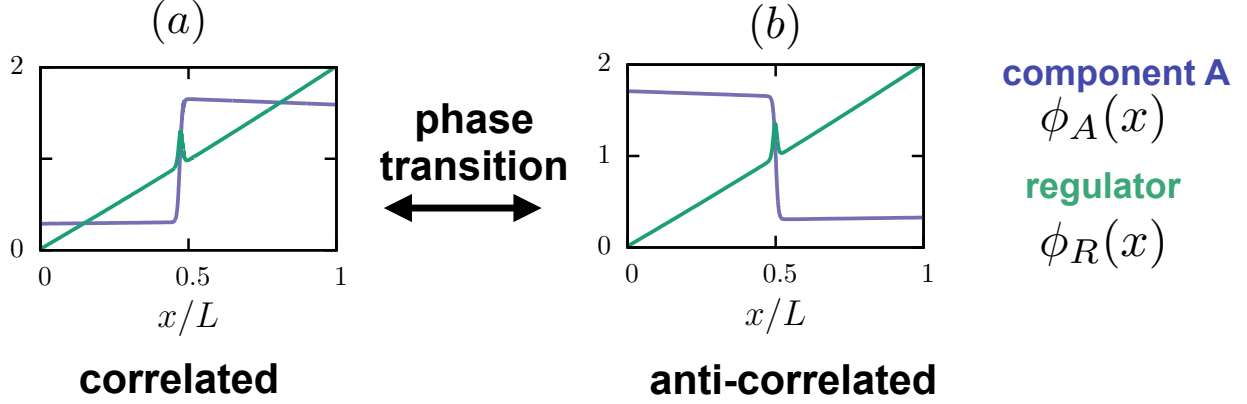 (a)
2
1
0
0
0.5
1
x/L
correlated
phase
transition
(b)
2
1
0
0
0.5
1
x/L
anti-correlated
component A
ϕ_A(x)
regulator
ϕ_R(x)